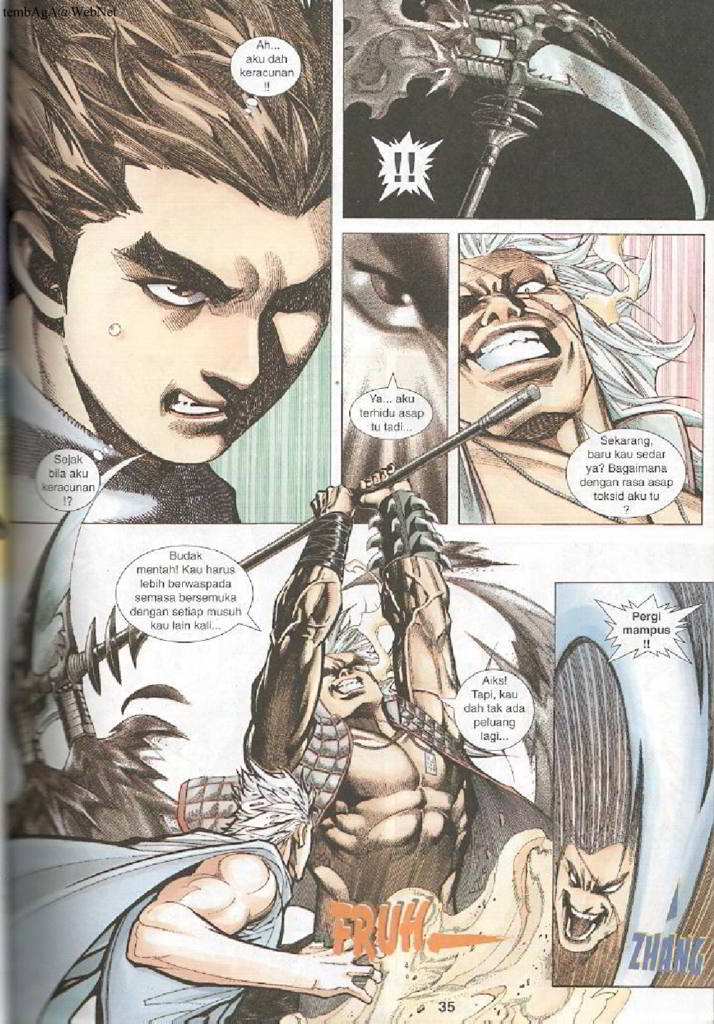 tembAgA@WebNet
Ah...
aku dah
keracunan
!!
!!
Sejak
bila aku
keracunan
!?
Ya... aku
terhidu asap
tu tadi...
Sekarang,
baru kau sedar
ya? Bagaimana
dengan rasa asap
toksid aku tu
?
Budak
mentah! Kau harus
lebih berwaspada
semasa bersemuka
dengan setiap musuh
kau lain kali...
Aiks!
Tapi, kau
dah tak ada
peluang
lagi...
Pergi
mampus
!!
FRUH
ZHANG
35